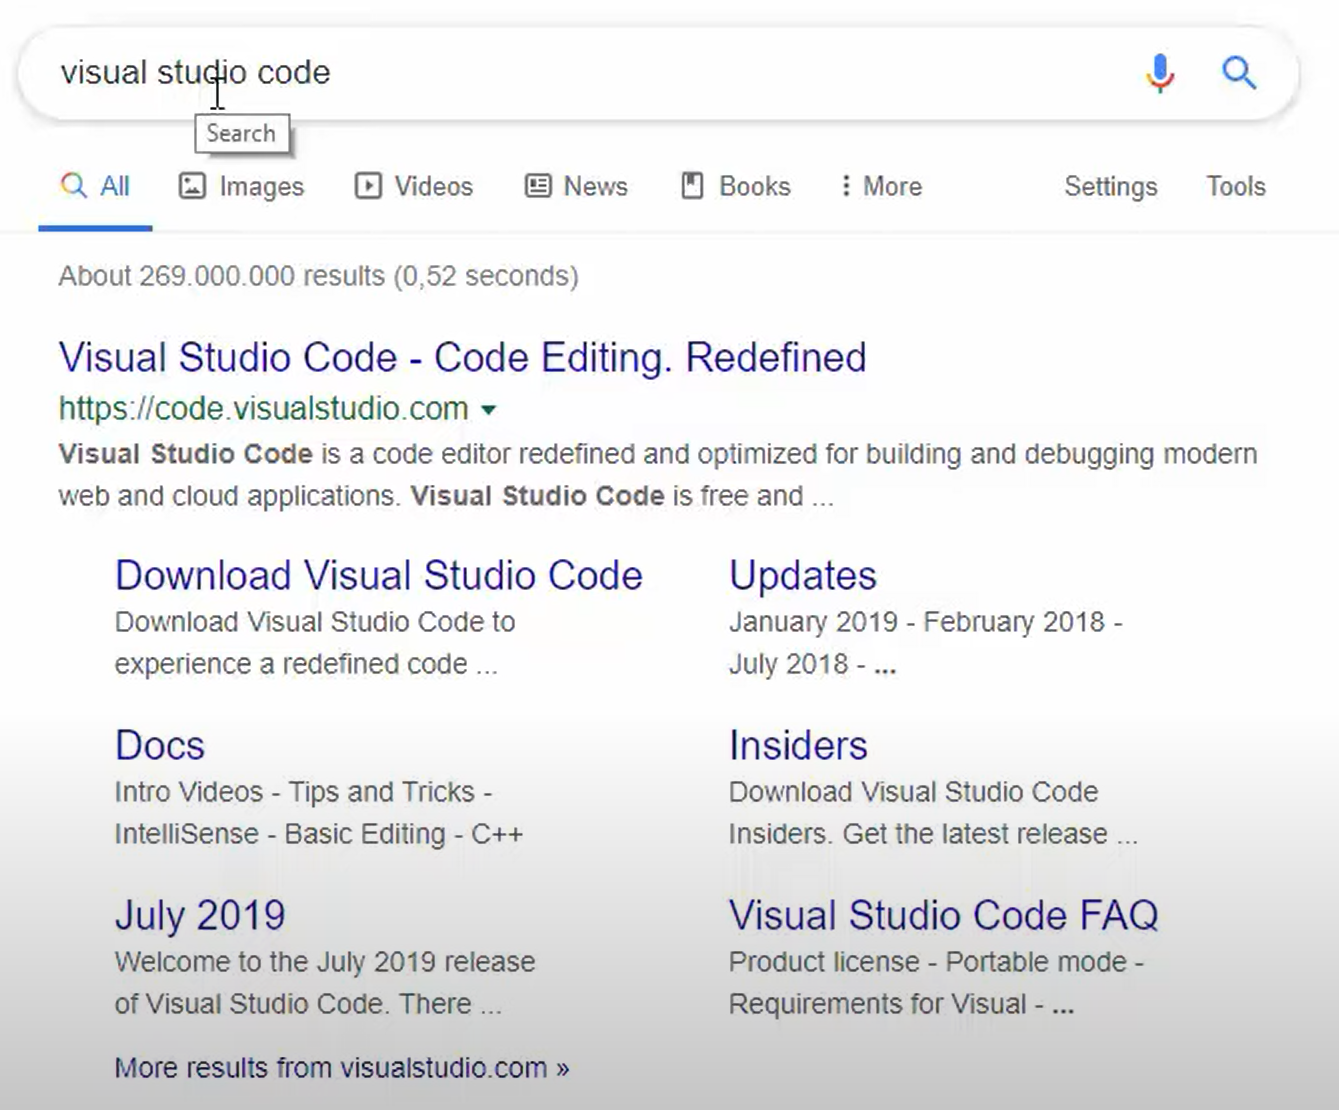 visual studio code
Search
All Images Videos News Books More Settings Tools
About 269.000.000 results (0,52 seconds)
Visual Studio Code - Code Editing. Redefined
https://code.visualstudio.com
Visual Studio Code is a code editor redefined and optimized for building and debugging modern
web and cloud applications. Visual Studio Code is free and ...
Download Visual Studio Code
Download Visual Studio Code to
experience a redefined code ...
Updates
January 2019 - February 2018 -
July 2018 - ...
Docs
Intro Videos - Tips and Tricks -
IntelliSense - Basic Editing - C++
Insiders
Download Visual Studio Code
Insiders. Get the latest release ...
July 2019
Welcome to the July 2019 release
of Visual Studio Code. There ...
Visual Studio Code FAQ
Product license - Portable mode -
Requirements for Visual - ...
More results from visualstudio.com »